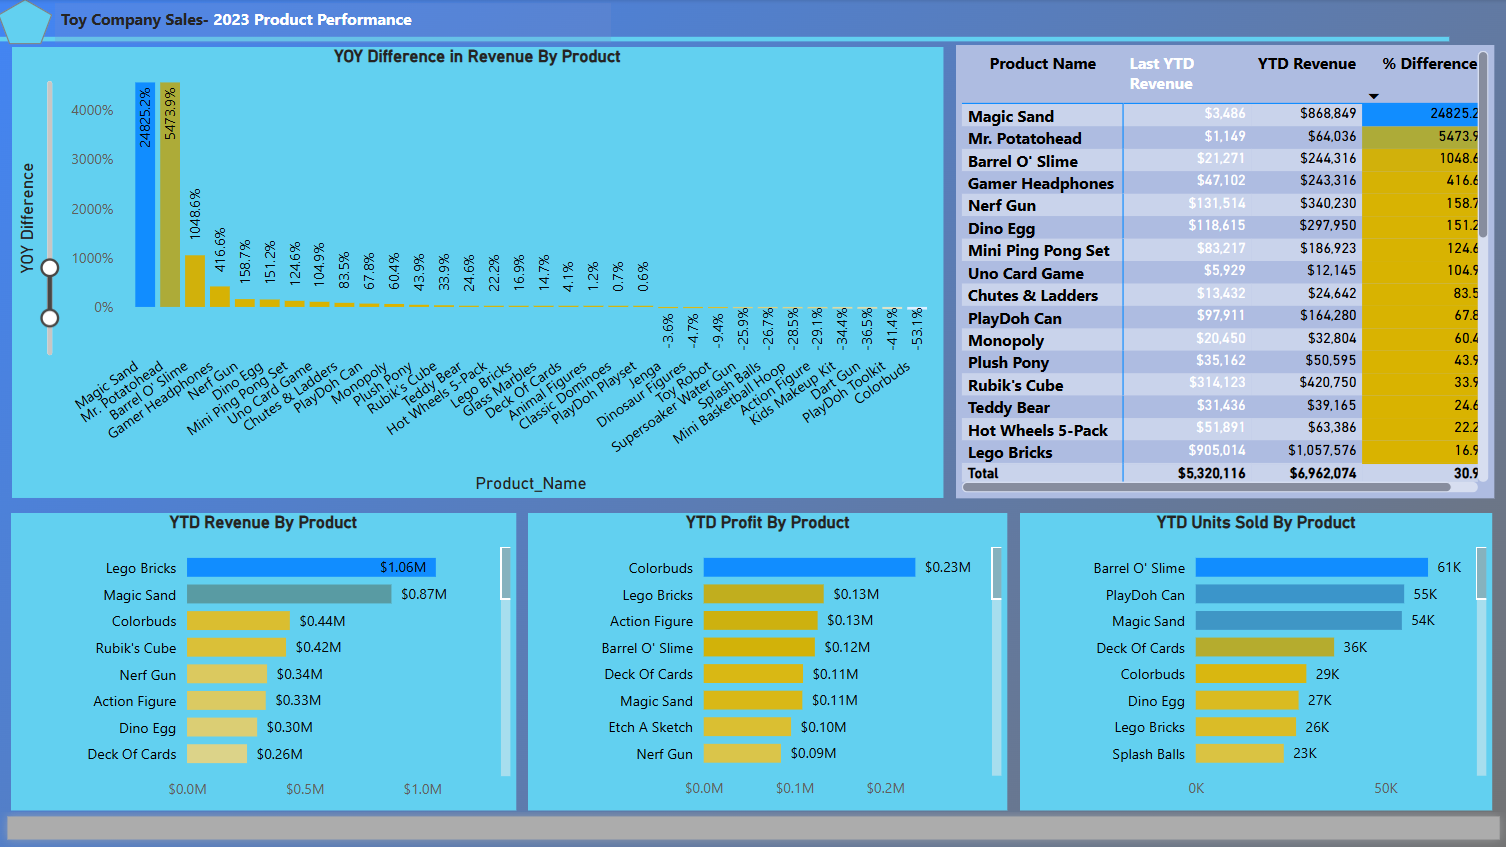 Toy Company Sales- 2023 Product Performance
YOY Difference in Revenue By Product
YOY Difference
4000%
3000%
2000%
1000%
0%
24825.2%
5473.9%
1048.6%
416.6%
158.7%
151.2%
124.6%
104.9%
83.5%
67.8%
60.4%
43.9%
33.9%
24.6%
22.2%
16.9%
14.7%
4.1%
1.2%
0.7%
0.6%
-3.6%
-4.7%
-9.4%
-25.9%
-26.7%
-28.5%
-29.1%
-34.4%
-36.5%
-41.4%
-53.1%
Magic Sand
Mr. Potatohead
Barrel O' Slime
Gamer Headphones
Nerf Gun
Dino Egg
Mini Ping Pong Set
Uno Card Game
Chutes & Ladders
PlayDoh Can
Monopoly
Plush Pony
Rubik's Cube
Teddy Bear
Hot Wheels 5-Pack
Lego Bricks
Glass Marbles
Deck Of Cards
Animal Figures
Classic Dominoes
PlayDoh Playset
Jenga
Dinosaur Figures
Toy Robot
Supersoaker Water Gun
Splash Balls
Mini Basketball Hoop
Action Figure
Kids Makeup Kit
Dart Gun
PlayDoh Toolkit
Colorbuds
Product_Name
Product Name Last YTD Revenue YTD Revenue % Difference
Magic Sand $3,486 $868,849 24825.2
Mr. Potatohead $1,149 $64,036 5473.9
Barrel O' Slime $21,271 $244,316 1048.6
Gamer Headphones $47,102 $243,316 416.6
Nerf Gun $131,514 $340,230 158.7
Dino Egg $118,615 $297,950 151.2
Mini Ping Pong Set $83,217 $186,923 124.6
Uno Card Game $5,929 $12,145 104.9
Chutes & Ladders $13,432 $24,642 83.5
PlayDoh Can $97,911 $164,280 67.8
Monopoly $20,450 $32,804 60.4
Plush Pony $35,162 $50,595 43.9
Rubik's Cube $314,123 $420,750 33.9
Teddy Bear $31,436 $39,165 24.6
Hot Wheels 5-Pack $51,891 $63,386 22.2
Lego Bricks $905,014 $1,057,576 16.9
Total $5,320,116 $6,962,074 30.9
YTD Revenue By Product
Lego Bricks $1.06M
Magic Sand $0.87M
Colorbuds $0.44M
Rubik's Cube $0.42M
Nerf Gun $0.34M
Action Figure $0.33M
Dino Egg $0.30M
Deck Of Cards $0.26M
$0.0M $0.5M $1.0M
YTD Profit By Product
Colorbuds $0.23M
Lego Bricks $0.13M
Action Figure $0.13M
Barrel O' Slime $0.12M
Deck Of Cards $0.11M
Magic Sand $0.11M
Etch A Sketch $0.10M
Nerf Gun $0.09M
$0.0M $0.1M $0.2M
YTD Units Sold By Product
Barrel O' Slime 61K
PlayDoh Can 55K
Magic Sand 54K
Deck Of Cards 36K
Colorbuds 29K
Dino Egg 27K
Lego Bricks 26K
Splash Balls 23K
0K 50K